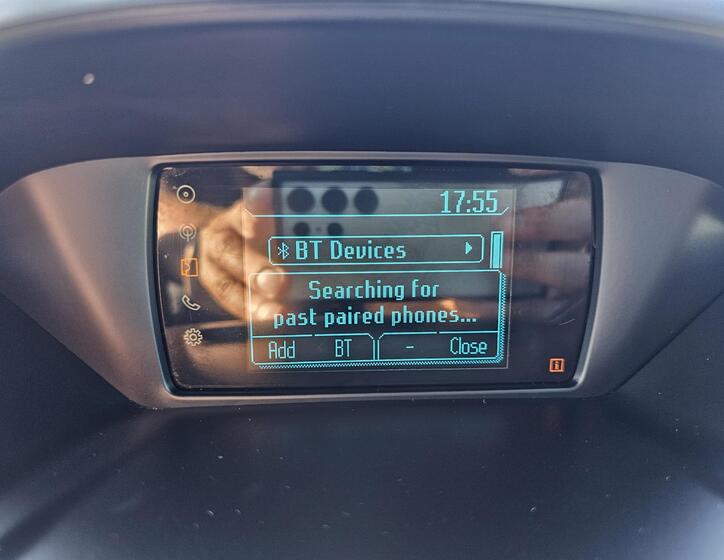 17:55
BT Devices
Searching for
past paired phones...
Add BT - Close
i